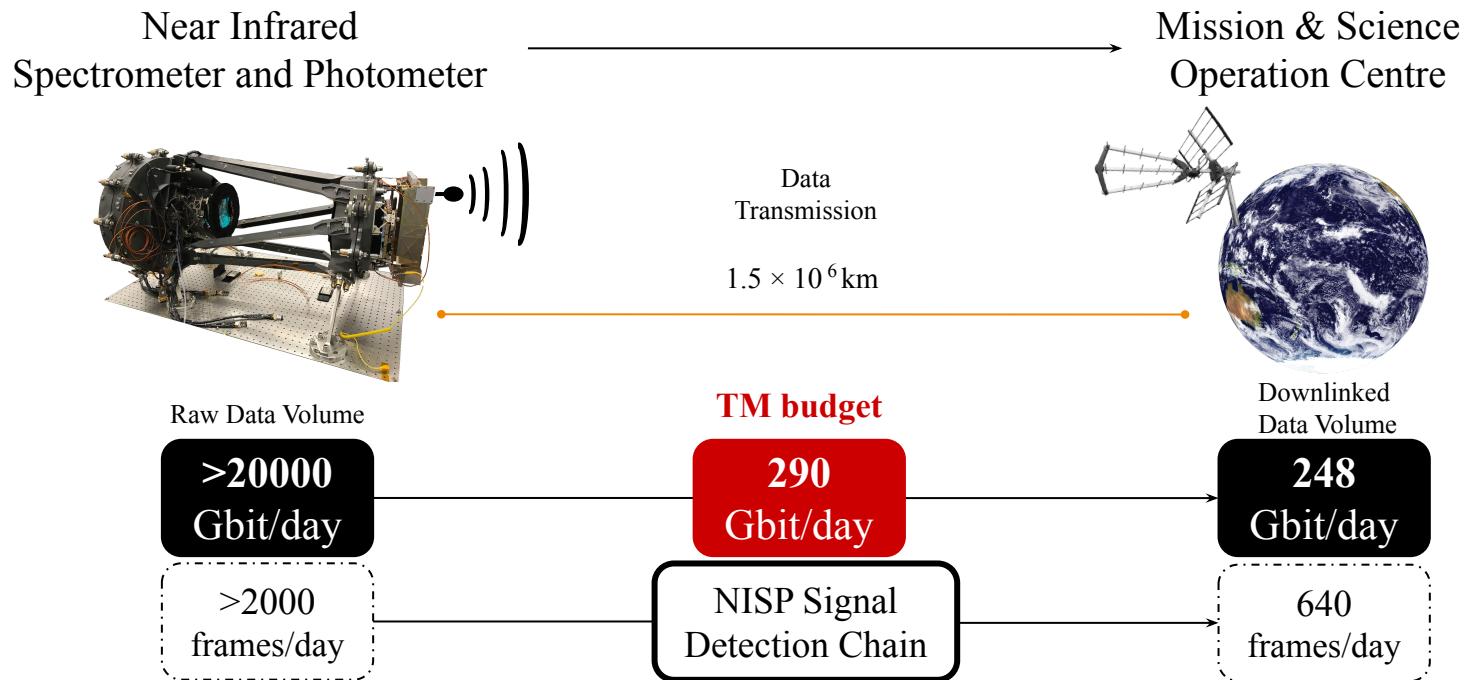 Near Infrared
Spectrometer and Photometer
Mission & Science
Operation Centre
Data
Transmission
1.5 × 10⁶ km
Raw Data Volume
TM budget
Downlinked
Data Volume
>20000
Gbit/day
290
Gbit/day
248
Gbit/day
>2000
frames/day
NISP Signal
Detection Chain
640
frames/day